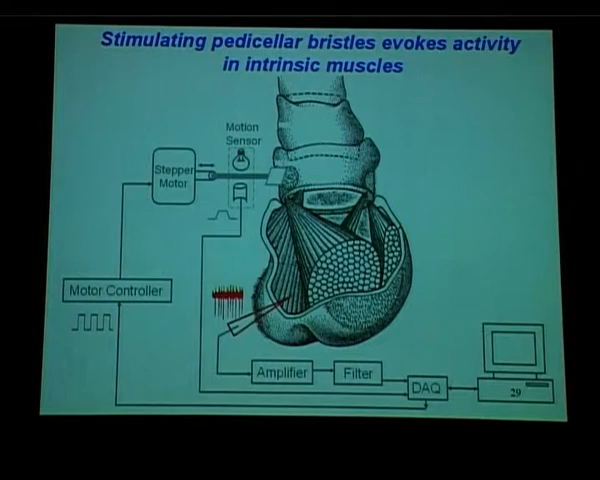 Stimulating pedicellar bristles evokes activity
in intrinsic muscles
Motion
Sensor
Stepper
Motor
Motor Controller
Amplifier
Filter
DAQ
29